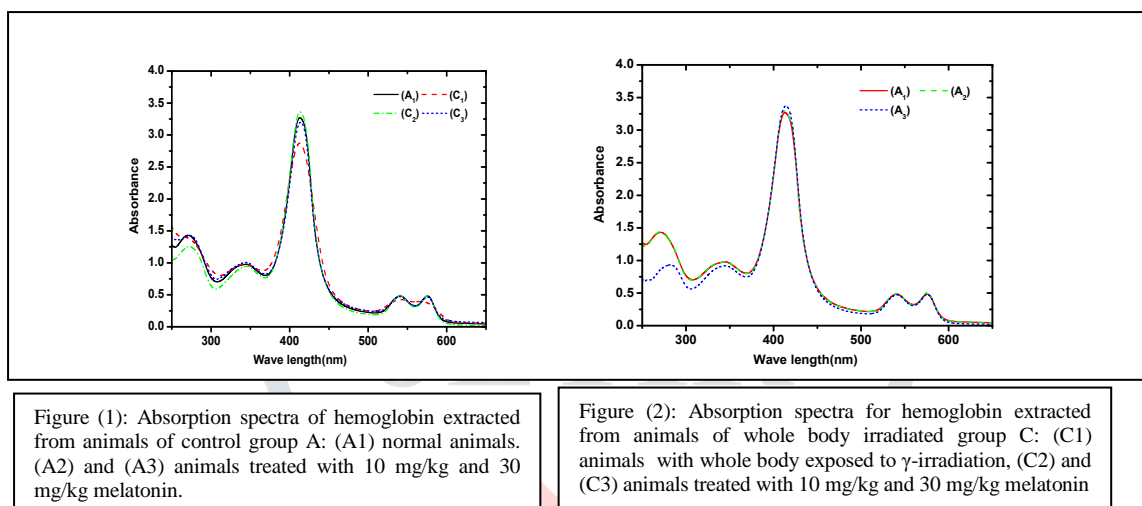 4.0
3.5
3.0
2.5
2.0
1.5
1.0
0.5
0.0
Absorbance
(A1) (C1)
(C2) (C3)
300 400 500 600
Wave length(nm)
4.0
3.5
3.0
2.5
2.0
1.5
1.0
0.5
0.0
Absorbance
(A1) (A2)
(A3)
300 400 500 600
Wave length(nm)
Figure (1): Absorption spectra of hemoglobin extracted
from animals of control group A: (A1) normal animals.
(A2) and (A3) animals treated with 10 mg/kg and 30
mg/kg melatonin.
Figure (2): Absorption spectra for hemoglobin extracted
from animals of whole body irradiated group C: (C1)
animals with whole body exposed to γ-irradiation, (C2) and
(C3) animals treated with 10 mg/kg and 30 mg/kg melatonin